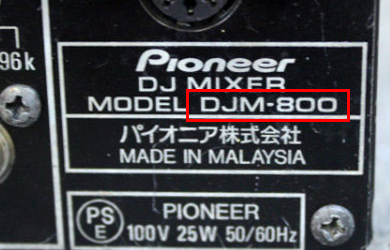 96k
Pioneer
DJ MIXER
MODEL DJM-800
パイオニア株式会社
MADE IN MALAYSIA
PS
E
PIONEER
100V 25W 50/60Hz